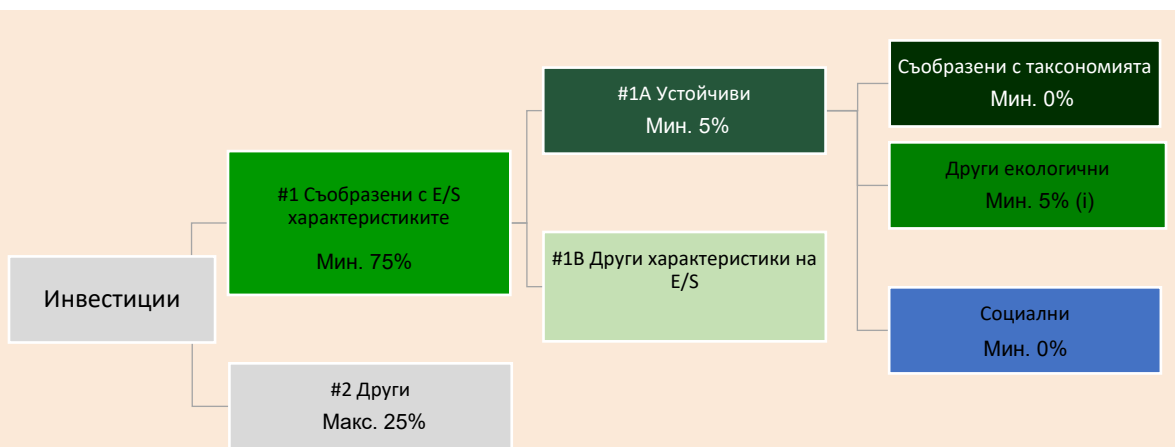 Инвестиции
#1 Съобразени с E/S
характеристиките
Мин. 75%
#2 Други
Макс. 25%
#1A Устойчиви
Мин. 5%
#1B Други характеристики на
E/S
Съобразени с таксономията
Мин. 0%
Други екологични
Мин. 5% (i)
Социални
Мин. 0%